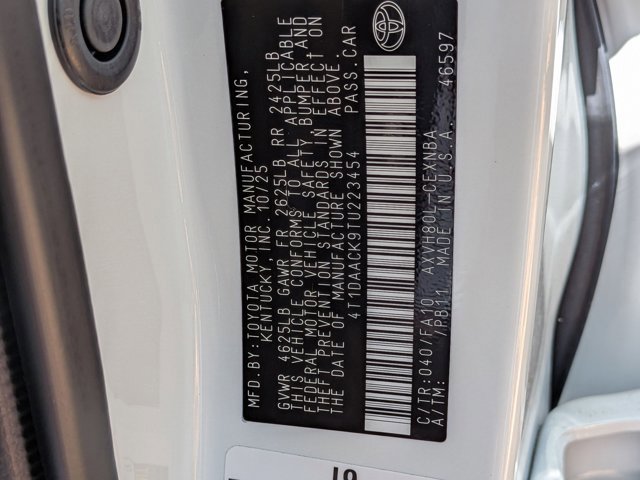 MFD.BY:TOYOTA MOTOR MANUFACTURING,
KENTUCKY, INC. 10/25
GVWR 4625LB GAWR FR 2625LB RR 2425LB
THIS VEHICLE CONFORMS TO ALL APPLICABLE
FEDERAL MOTOR VEHICLE SAFETY, BUMPER AND
THEFT PREVENTION STANDARDS IN EFFECT ON
THE DATE OF MANUFACTURE SHOWN ABOVE.
4T1DAACK9TU223454 PASS.CAR
C/TR:040/FA10 AXVH80L-CEXNBA
A/TM: /PB11 MADE IN U.S.A. 46597